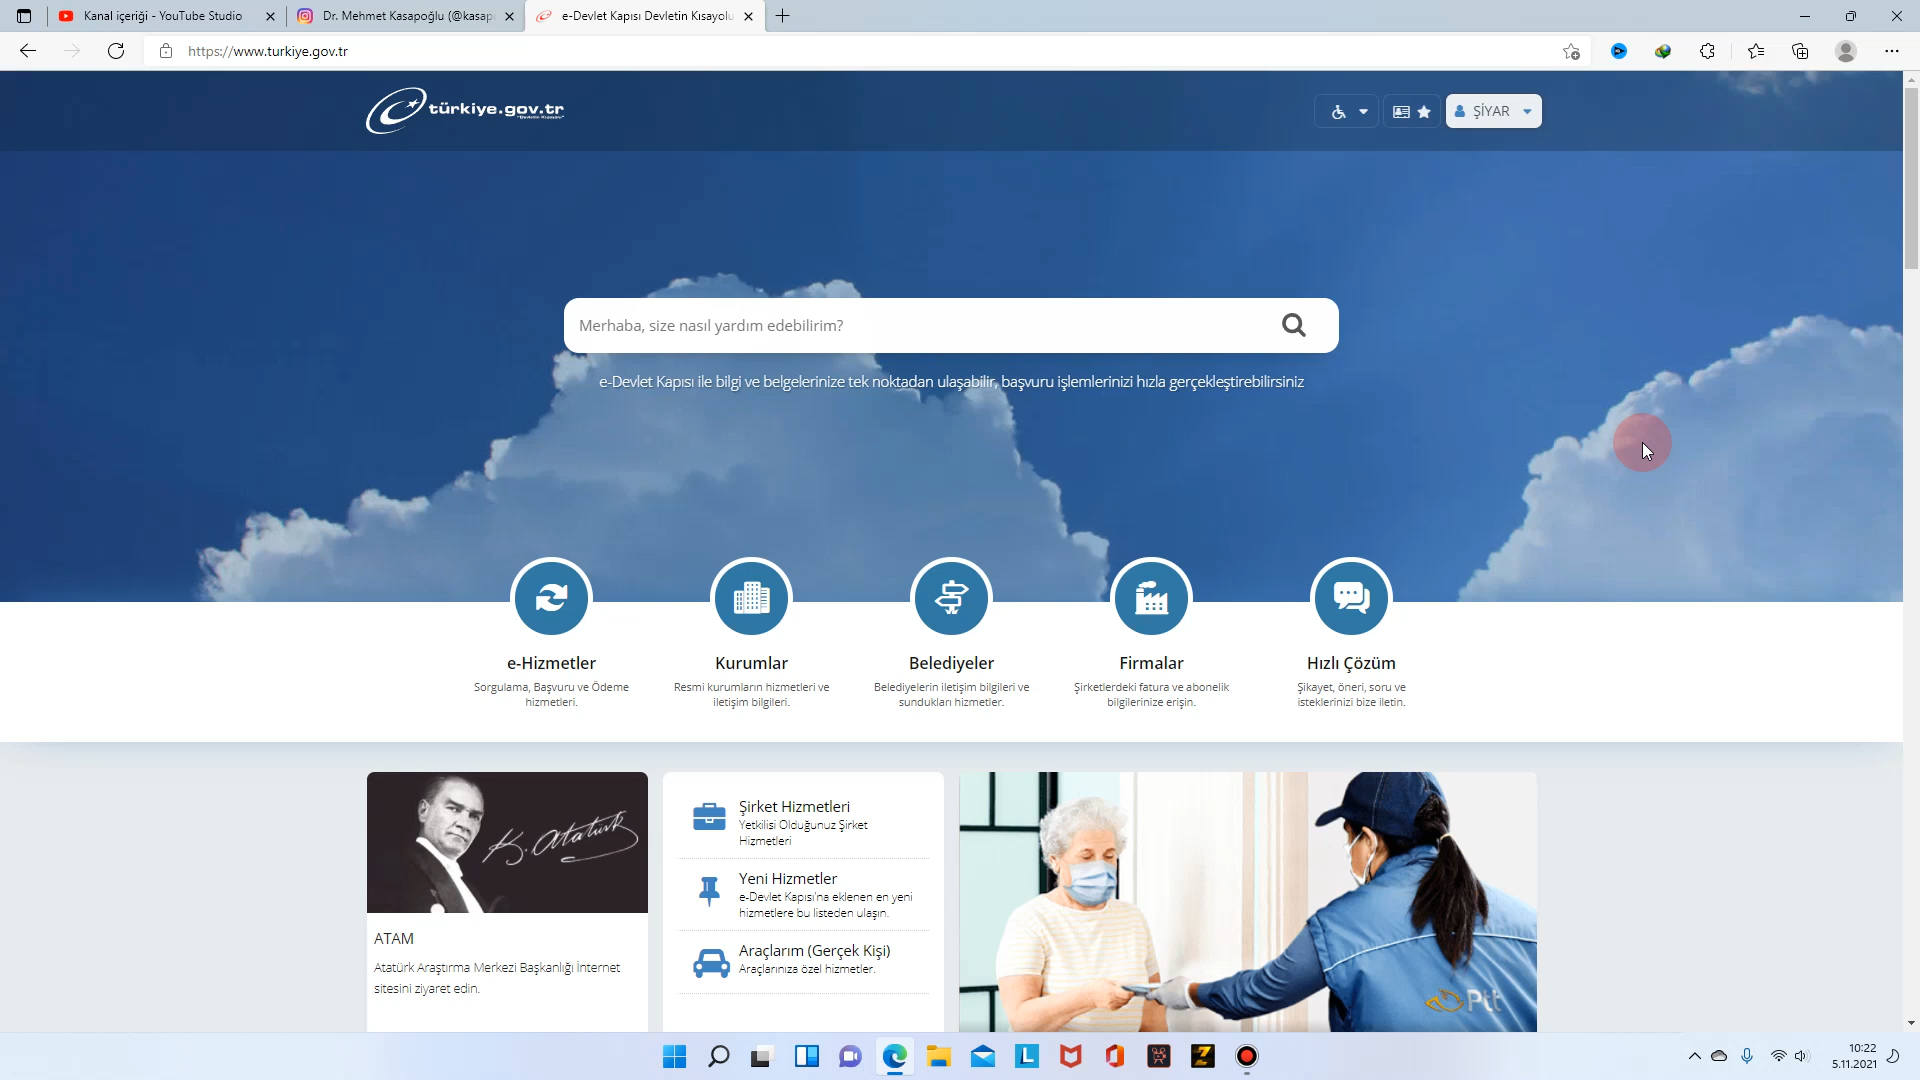 Kanal içeriği - YouTube Studio
Dr. Mehmet Kasapoğlu (@kasap
e-Devlet Kapısı Devletin Kısayolu
https://www.turkiye.gov.tr
türkiye.gov.tr
"Devletin Kısayolu"
ŞİYAR
Merhaba, size nasıl yardım edebilirim?
e-Devlet Kapısı ile bilgi ve belgelerinize tek noktadan ulaşabilir, başvuru işlemlerinizi hızla gerçekleştirebilirsiniz
e-Hizmetler
Sorgulama, Başvuru ve Ödeme
hizmetleri.
Kurumlar
Resmi kurumların hizmetleri ve
iletişim bilgileri.
Belediyeler
Belediyelerin iletişim bilgileri ve
sundukları hizmetler.
Firmalar
Şirketlerdeki fatura ve abonelik
bilgilerinize erişin.
Hızlı Çözüm
Şikayet, öneri, soru ve
isteklerinizi bize iletin.
K. Atatürk
ATAM
Atatürk Araştırma Merkezi Başkanlığı İnternet
sitesini ziyaret edin.
Şirket Hizmetleri
Yetkilisi Olduğunuz Şirket
Hizmetleri
Yeni Hizmetler
e-Devlet Kapısı'na eklenen en yeni
hizmetlere bu listeden ulaşın.
Araçlarım (Gerçek Kişi)
Araçlarınıza özel hizmetler.
Ptt
L
Z
10:22
5.11.2021